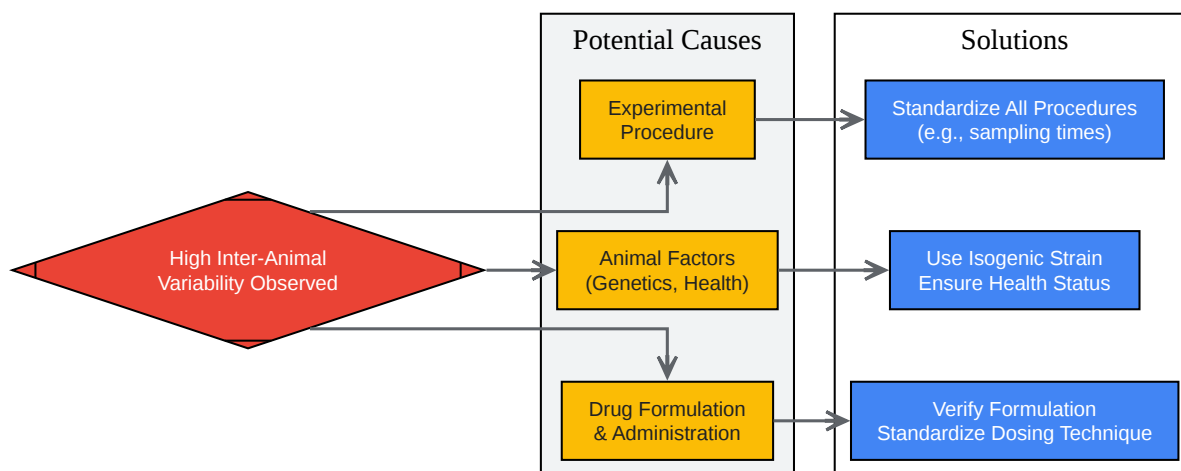 Potential Causes
Solutions
Experimental
Procedure
Standardize All Procedures
(e.g., sampling times)
High Inter-Animal
Variability Observed
Animal Factors
(Genetics, Health)
Use Isogenic Strain
Ensure Health Status
Drug Formulation
& Administration
Verify Formulation
Standardize Dosing Technique